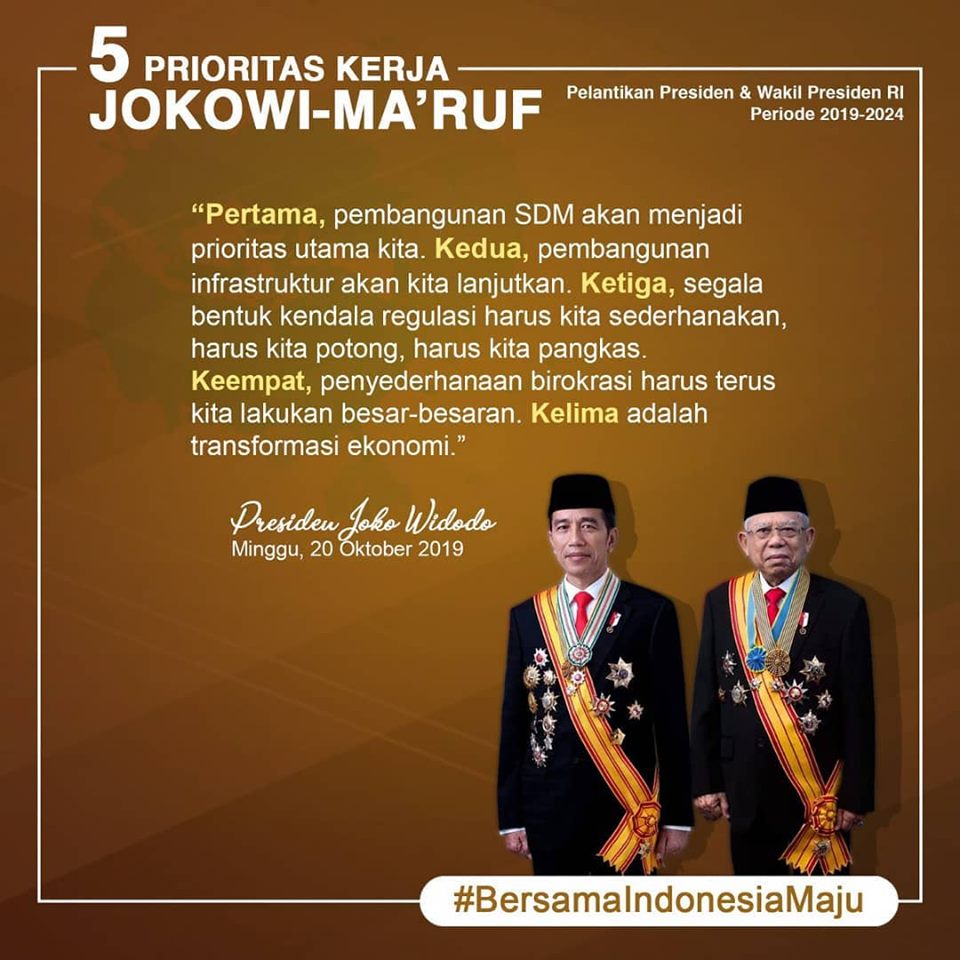 5 PRIORITAS KERJA
JOKOWI-MA’RUF
Pelantikan Presiden & Wakil Presiden RI
Periode 2019-2024
“Pertama, pembangunan SDM akan menjadi
prioritas utama kita. Kedua, pembangunan
infrastruktur akan kita lanjutkan. Ketiga, segala
bentuk kendala regulasi harus kita sederhanakan,
harus kita potong, harus kita pangkas.
Keempat, penyederhanaan birokrasi harus terus
kita lakukan besar-besaran. Kelima adalah
transformasi ekonomi.”
Presiden Joko Widodo
Minggu, 20 Oktober 2019
#BersamaIndonesiaMaju